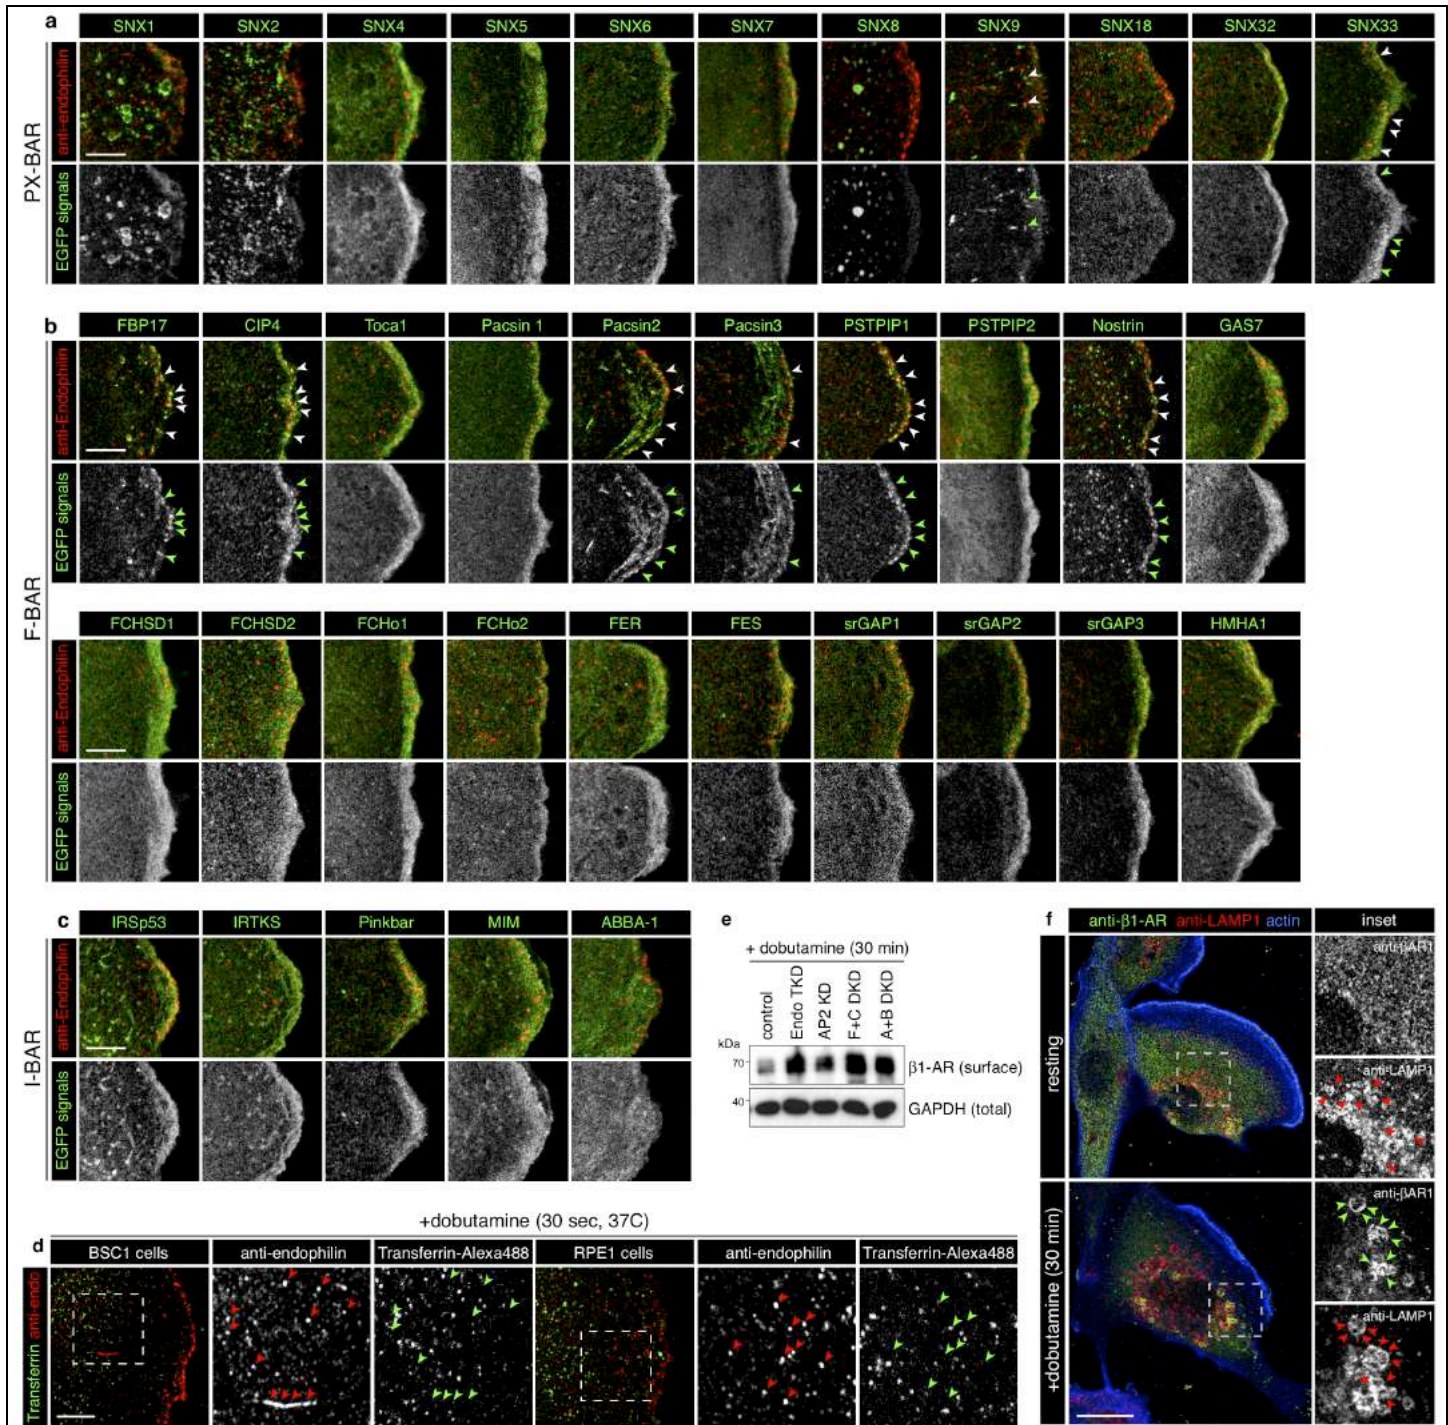 a
SNX1 SNX2 SNX4 SNX5 SNX6 SNX7 SNX8 SNX9 SNX18 SNX32 SNX33
PX-BAR
anti-endophilin
EGFP signals
b
FBP17 CIP4 Toca1 Pacsin 1 Pacsin2 Pacsin3 PSTPIP1 PSTPIP2 Nostrin GAS7
F-BAR
anti-Endophilin
EGFP signals
FCHSD1 FCHSD2 FCHo1 FCHo2 FER FES srGAP1 srGAP2 srGAP3 HMHA1
anti-Endophilin
EGFP signals
c
IRSp53 IRTKS Pinkbar MIM ABBA-1
I-BAR
anti-Endophilin
EGFP signals
e
+ dobutamine (30 min)
control Endo TKD AP2 KD F+C DKD A+B DKD
kDa
70
β1-AR (surface)
40
GAPDH (total)
f
anti-β1-AR anti-LAMP1 actin inset
resting
anti-βAR1
anti-LAMP1
+dobutamine (30 min)
anti-βAR1
anti-LAMP1
+dobutamine (30 sec, 37C)
d
BSC1 cells anti-endophilin Transferrin-Alexa488 RPE1 cells anti-endophilin Transferrin-Alexa488
Transferrin anti-endo